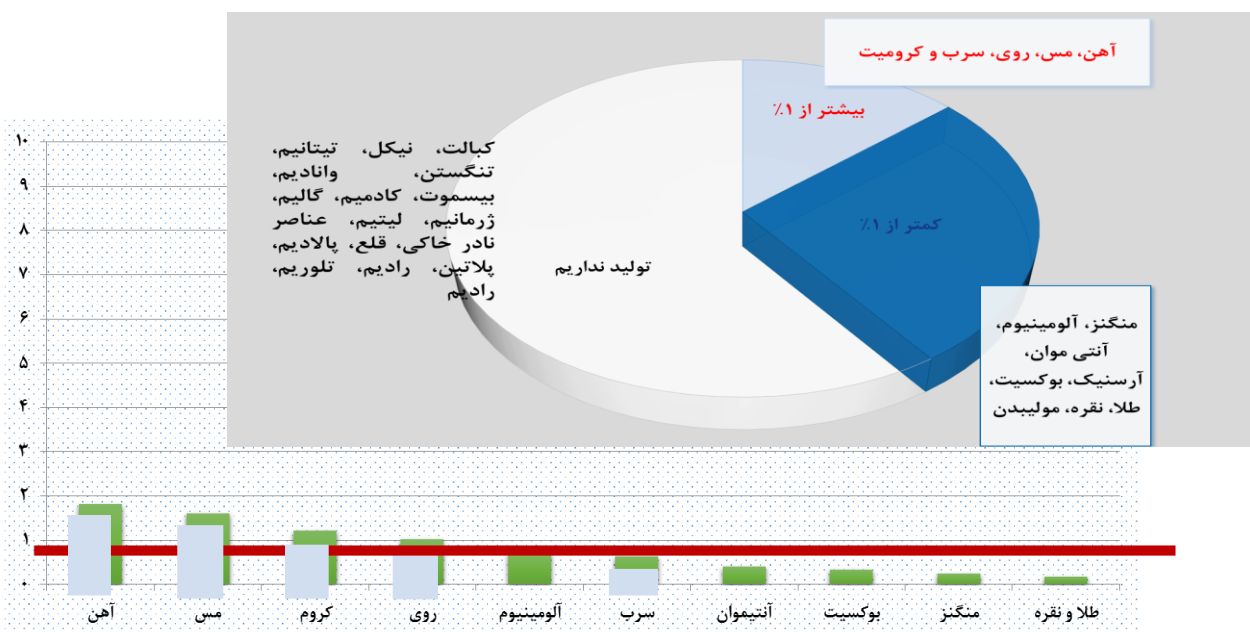 آهن، مس، روی، سرب و کرومیت
بیشتر از ۱٪
کمتر از ۱٪
تولید نداریم
کبالت، نیکل، تیتانیم،
تنگستن، وانادیم،
بیسموت، کادمیم، گالیم،
ژرمانیم، لیتیم، عناصر
نادر خاکی، قلع، پالادیم،
پلاتین، رادیم، تلوریم،
رادیم
منگنز، آلومینیوم،
آنتی موان،
آرسنیک، بوکسیت،
طلا، نقره، مولیبدن
۱۰
۹
۸
۷
۶
۵
۴
۳
۲
۱
۰
آهن
مس
کروم
روی
آلومینیوم
سرب
آنتیموان
بوکسیت
منگنز
طلا و نقره